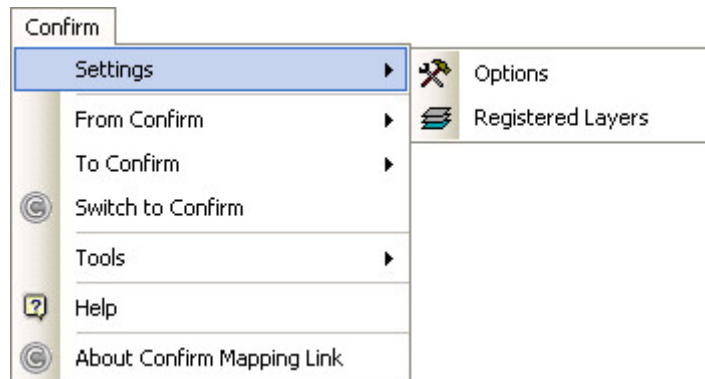 Confirm
Settings
Options
Registered Layers
From Confirm
To Confirm
Switch to Confirm
Tools
Help
About Confirm Mapping Link